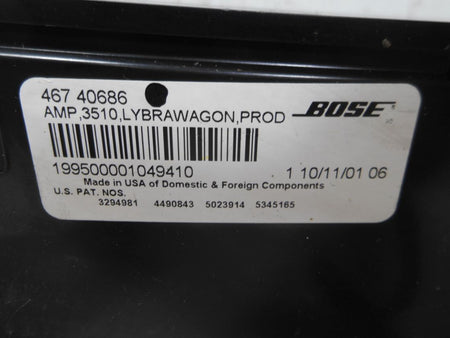 467 40686
AMP,3510,LYBRAWAGON,PROD
BOSE
199500001049410
1 10/11/01 06
Made in USA of Domestic & Foreign Components
U.S. PAT. NOS.
3294981 4490843 5023914 5345165